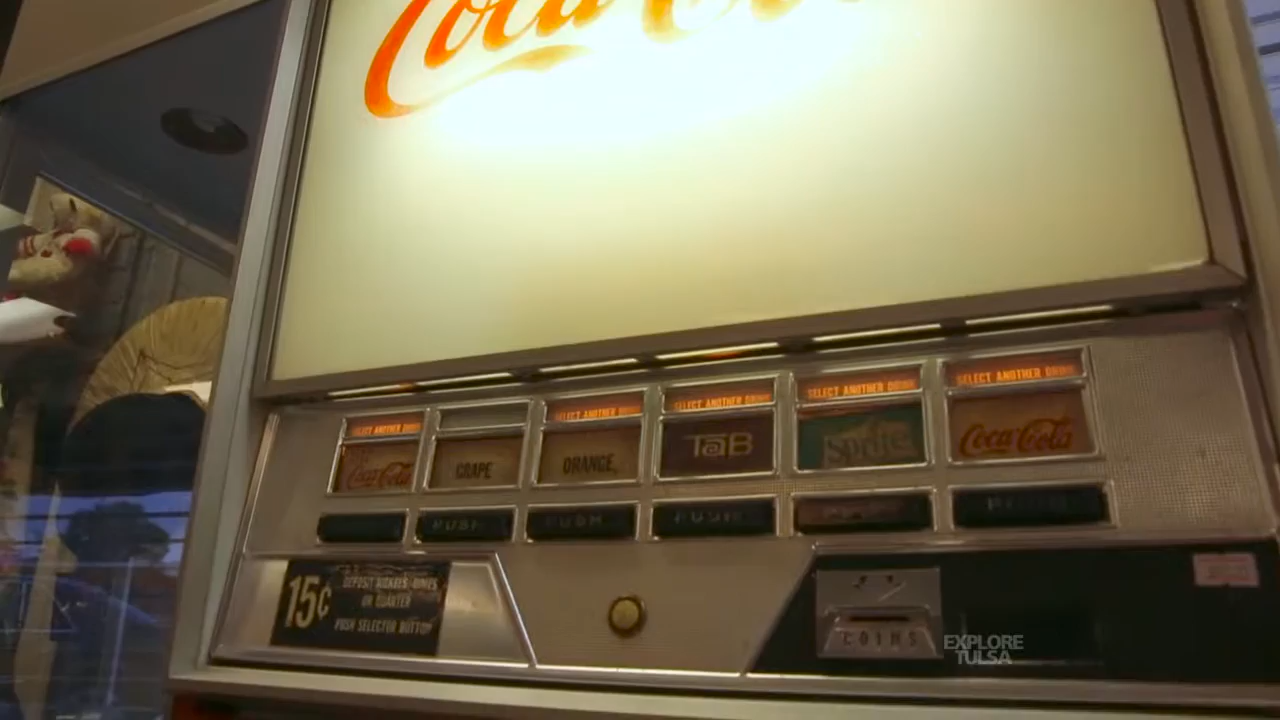 Coca-Cola
SELECT ANOTHER DRINK
SELECT ANOTHER DRINK
SELECT ANOTHER DRINK
SELECT ANOTHER DRINK
SELECT ANOTHER DRINK
Coca-Cola
GRAPE
ORANGE
TaB
Sprite
Coca-Cola
PUSH
PUSH
PUSH
PUSH
15¢
DEPOSIT NICKELS-DIMES
OR QUARTER
PUSH SELECTOR BUTTON
COINS
EXPLORE
TULSA